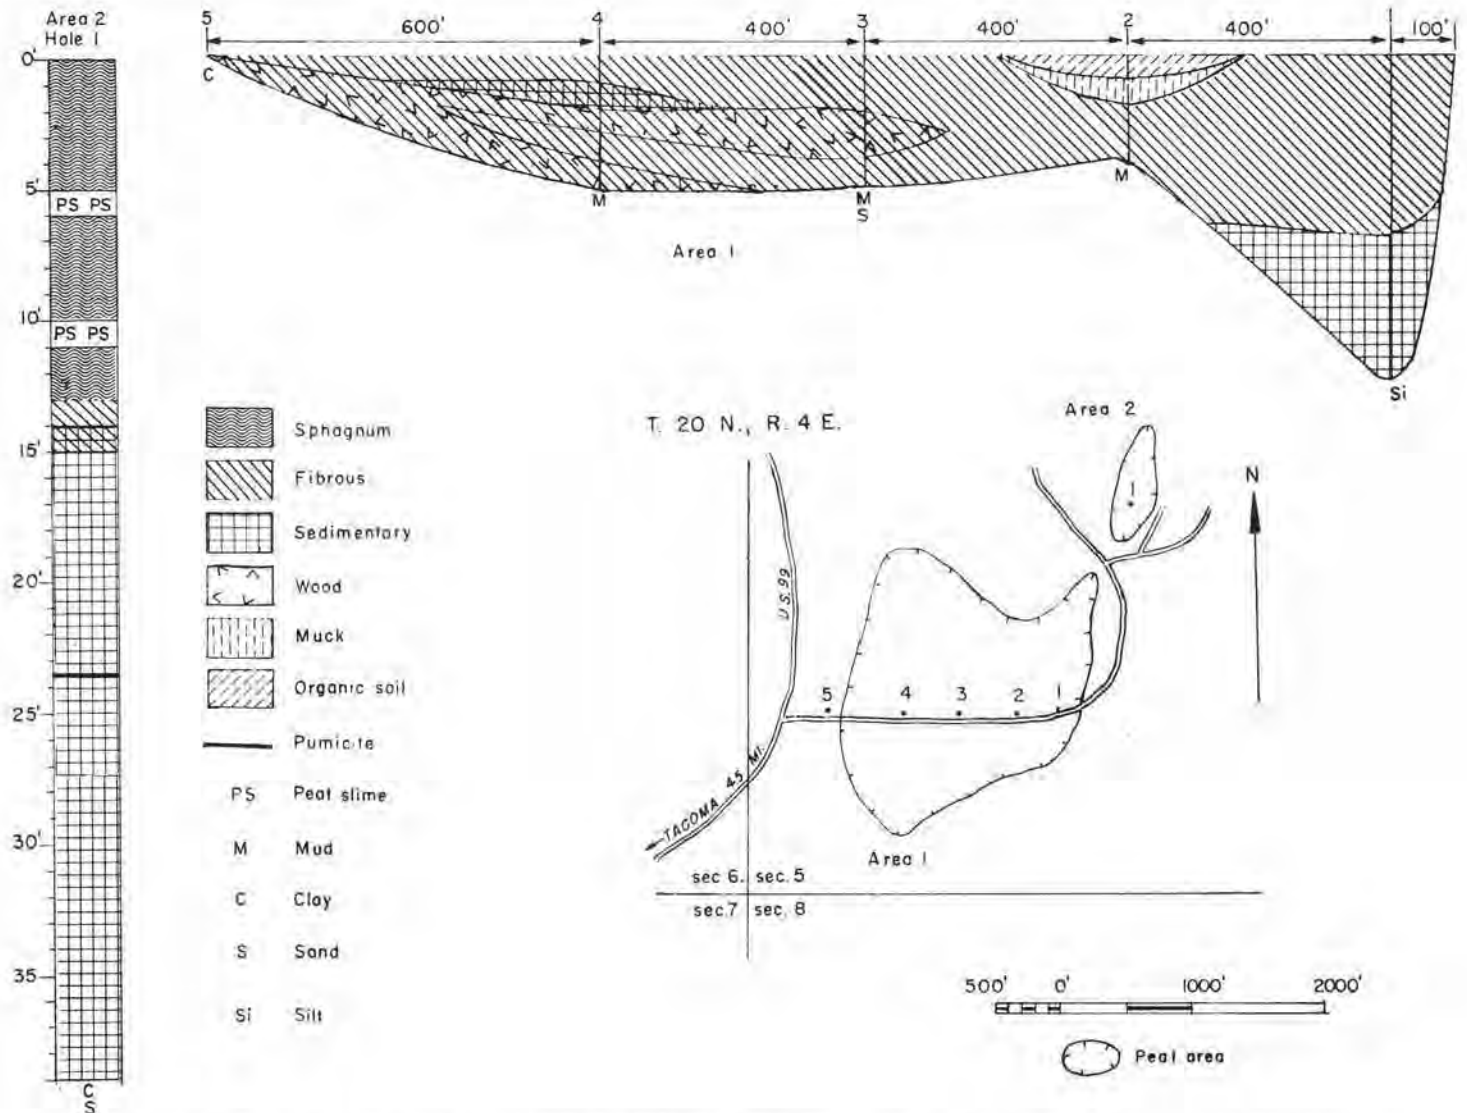 Area 2
Hole 1
5 4 3 2 1
600' 400' 400' 400' 100'
0'
C
5'
PS PS
M M M
S
Area 1
10'
PS PS
Si
15'
20'
25'
30'
35'
C
S
Sphagnum
Fibrous
Sedimentary
Wood
Muck
Organic soil
Pumicite
PS Peat slime
M Mud
C Clay
S Sand
Si Silt
T. 20 N., R. 4 E.
Area 2
1
N
U.S. 99
5 4 3 2 1
TACOMA 4.5 MI.
Area 1
sec 6. sec. 5
sec.7 sec. 8
500' 0' 1000' 2000'
Peat area